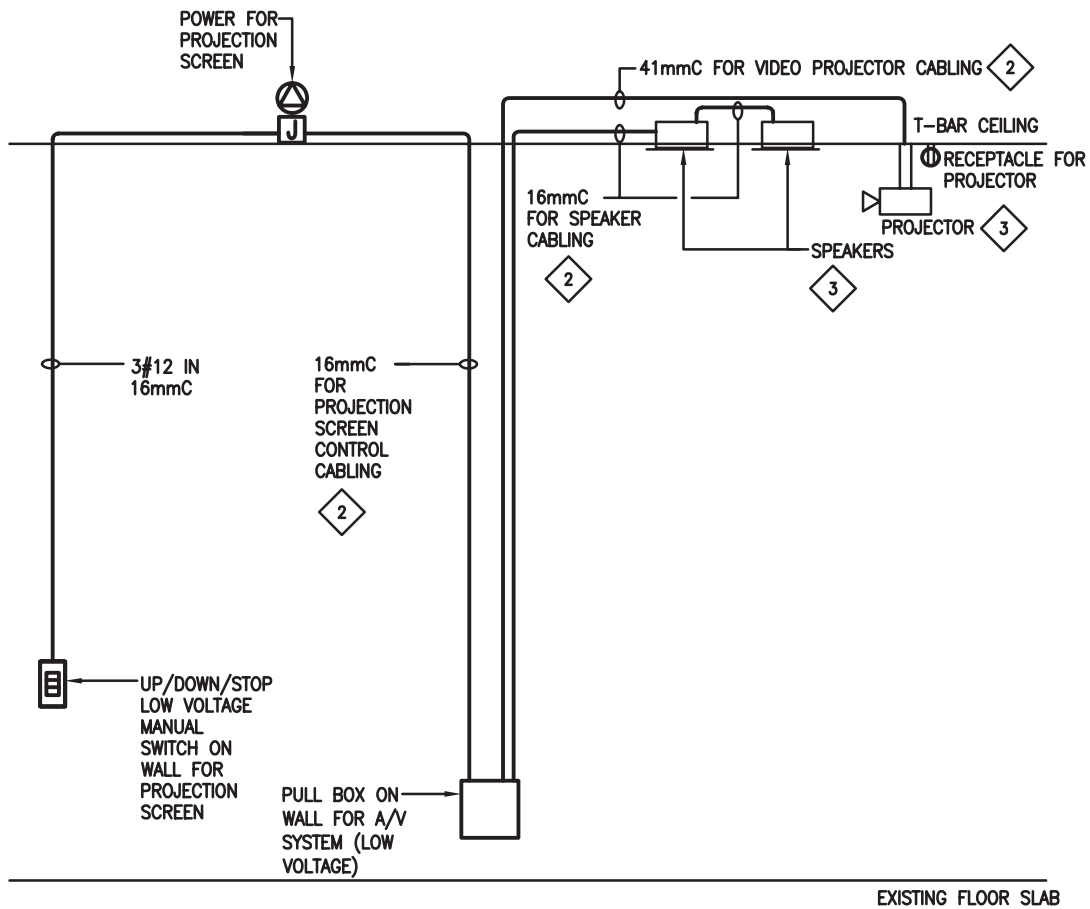 POWER FOR
PROJECTION
SCREEN
J
41mmC FOR VIDEO PROJECTOR CABLING 2
T-BAR CEILING
RECEPTACLE FOR
PROJECTOR
PROJECTOR 3
16mmC
FOR SPEAKER
CABLING
2
SPEAKERS
3
3#12 IN
16mmC
16mmC
FOR
PROJECTION
SCREEN
CONTROL
CABLING
2
UP/DOWN/STOP
LOW VOLTAGE
MANUAL
SWITCH ON
WALL FOR
PROJECTION
SCREEN
PULL BOX ON
WALL FOR A/V
SYSTEM (LOW
VOLTAGE)
EXISTING FLOOR SLAB